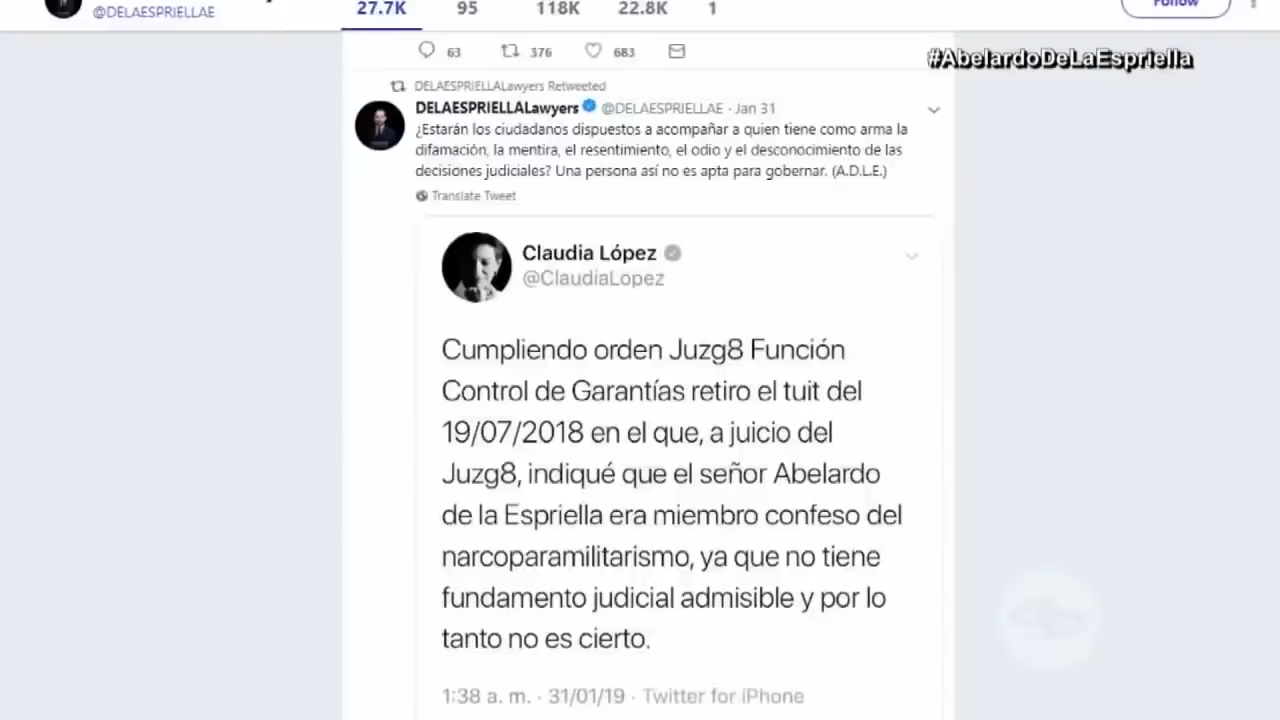 @DELAESPRIELLAE
27.7K 95 118K 22.8K 1
Follow
63 376 683
#AbelardoDeLaEspriella
DELAESPRIELLALawyers Retweeted
DELAESPRIELLALawyers @DELAESPRIELLAE · Jan 31
¿Estarán los ciudadanos dispuestos a acompañar a quien tiene como arma la
difamación, la mentira, el resentimiento, el odio y el desconocimiento de las
decisiones judiciales? Una persona así no es apta para gobernar. (A.D.L.E.)
Translate Tweet
Claudia López
@ClaudiaLopez
Cumpliendo orden Juzg8 Función
Control de Garantías retiro el tuit del
19/07/2018 en el que, a juicio del
Juzg8, indiqué que el señor Abelardo
de la Espriella era miembro confeso del
narcoparamilitarismo, ya que no tiene
fundamento judicial admisible y por lo
tanto no es cierto.
1:38 a. m. · 31/01/19 · Twitter for iPhone